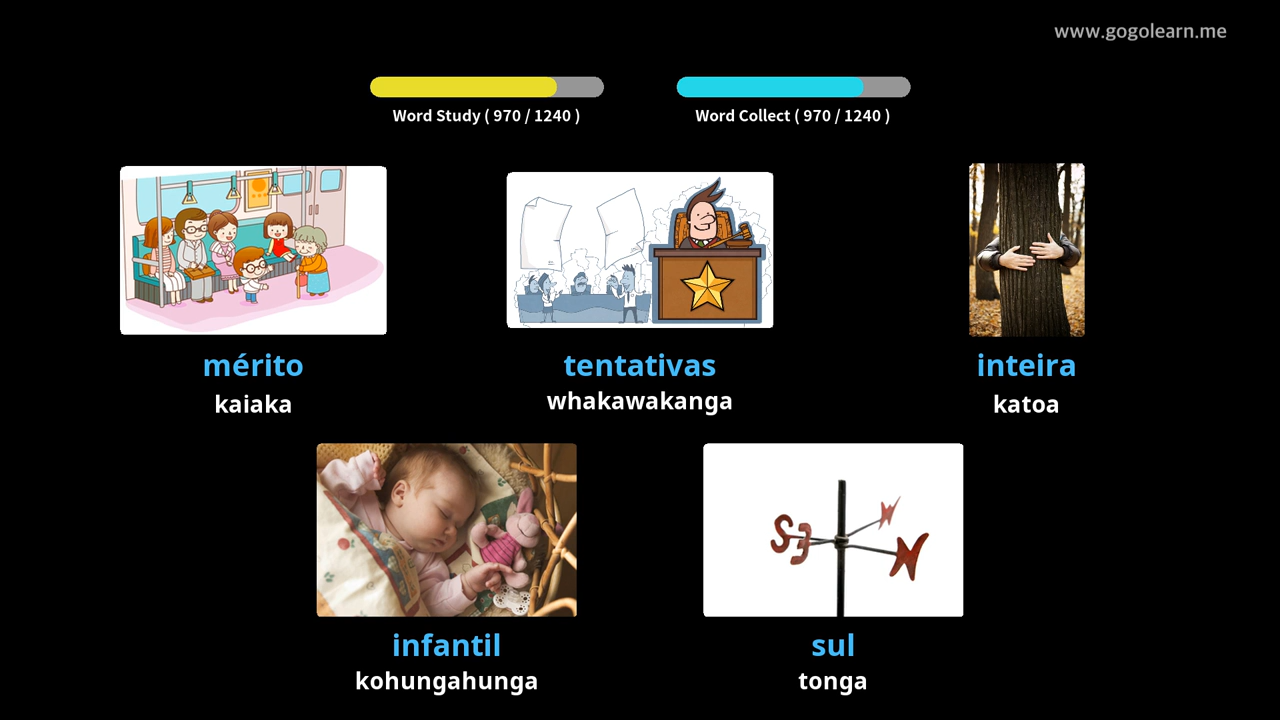 www.gogolearn.me
Word Study ( 970 / 1240 )
Word Collect ( 970 / 1240 )
mérito
kaiaka
tentativas
whakawakanga
inteira
katoa
infantil
kohungahunga
sul
tonga